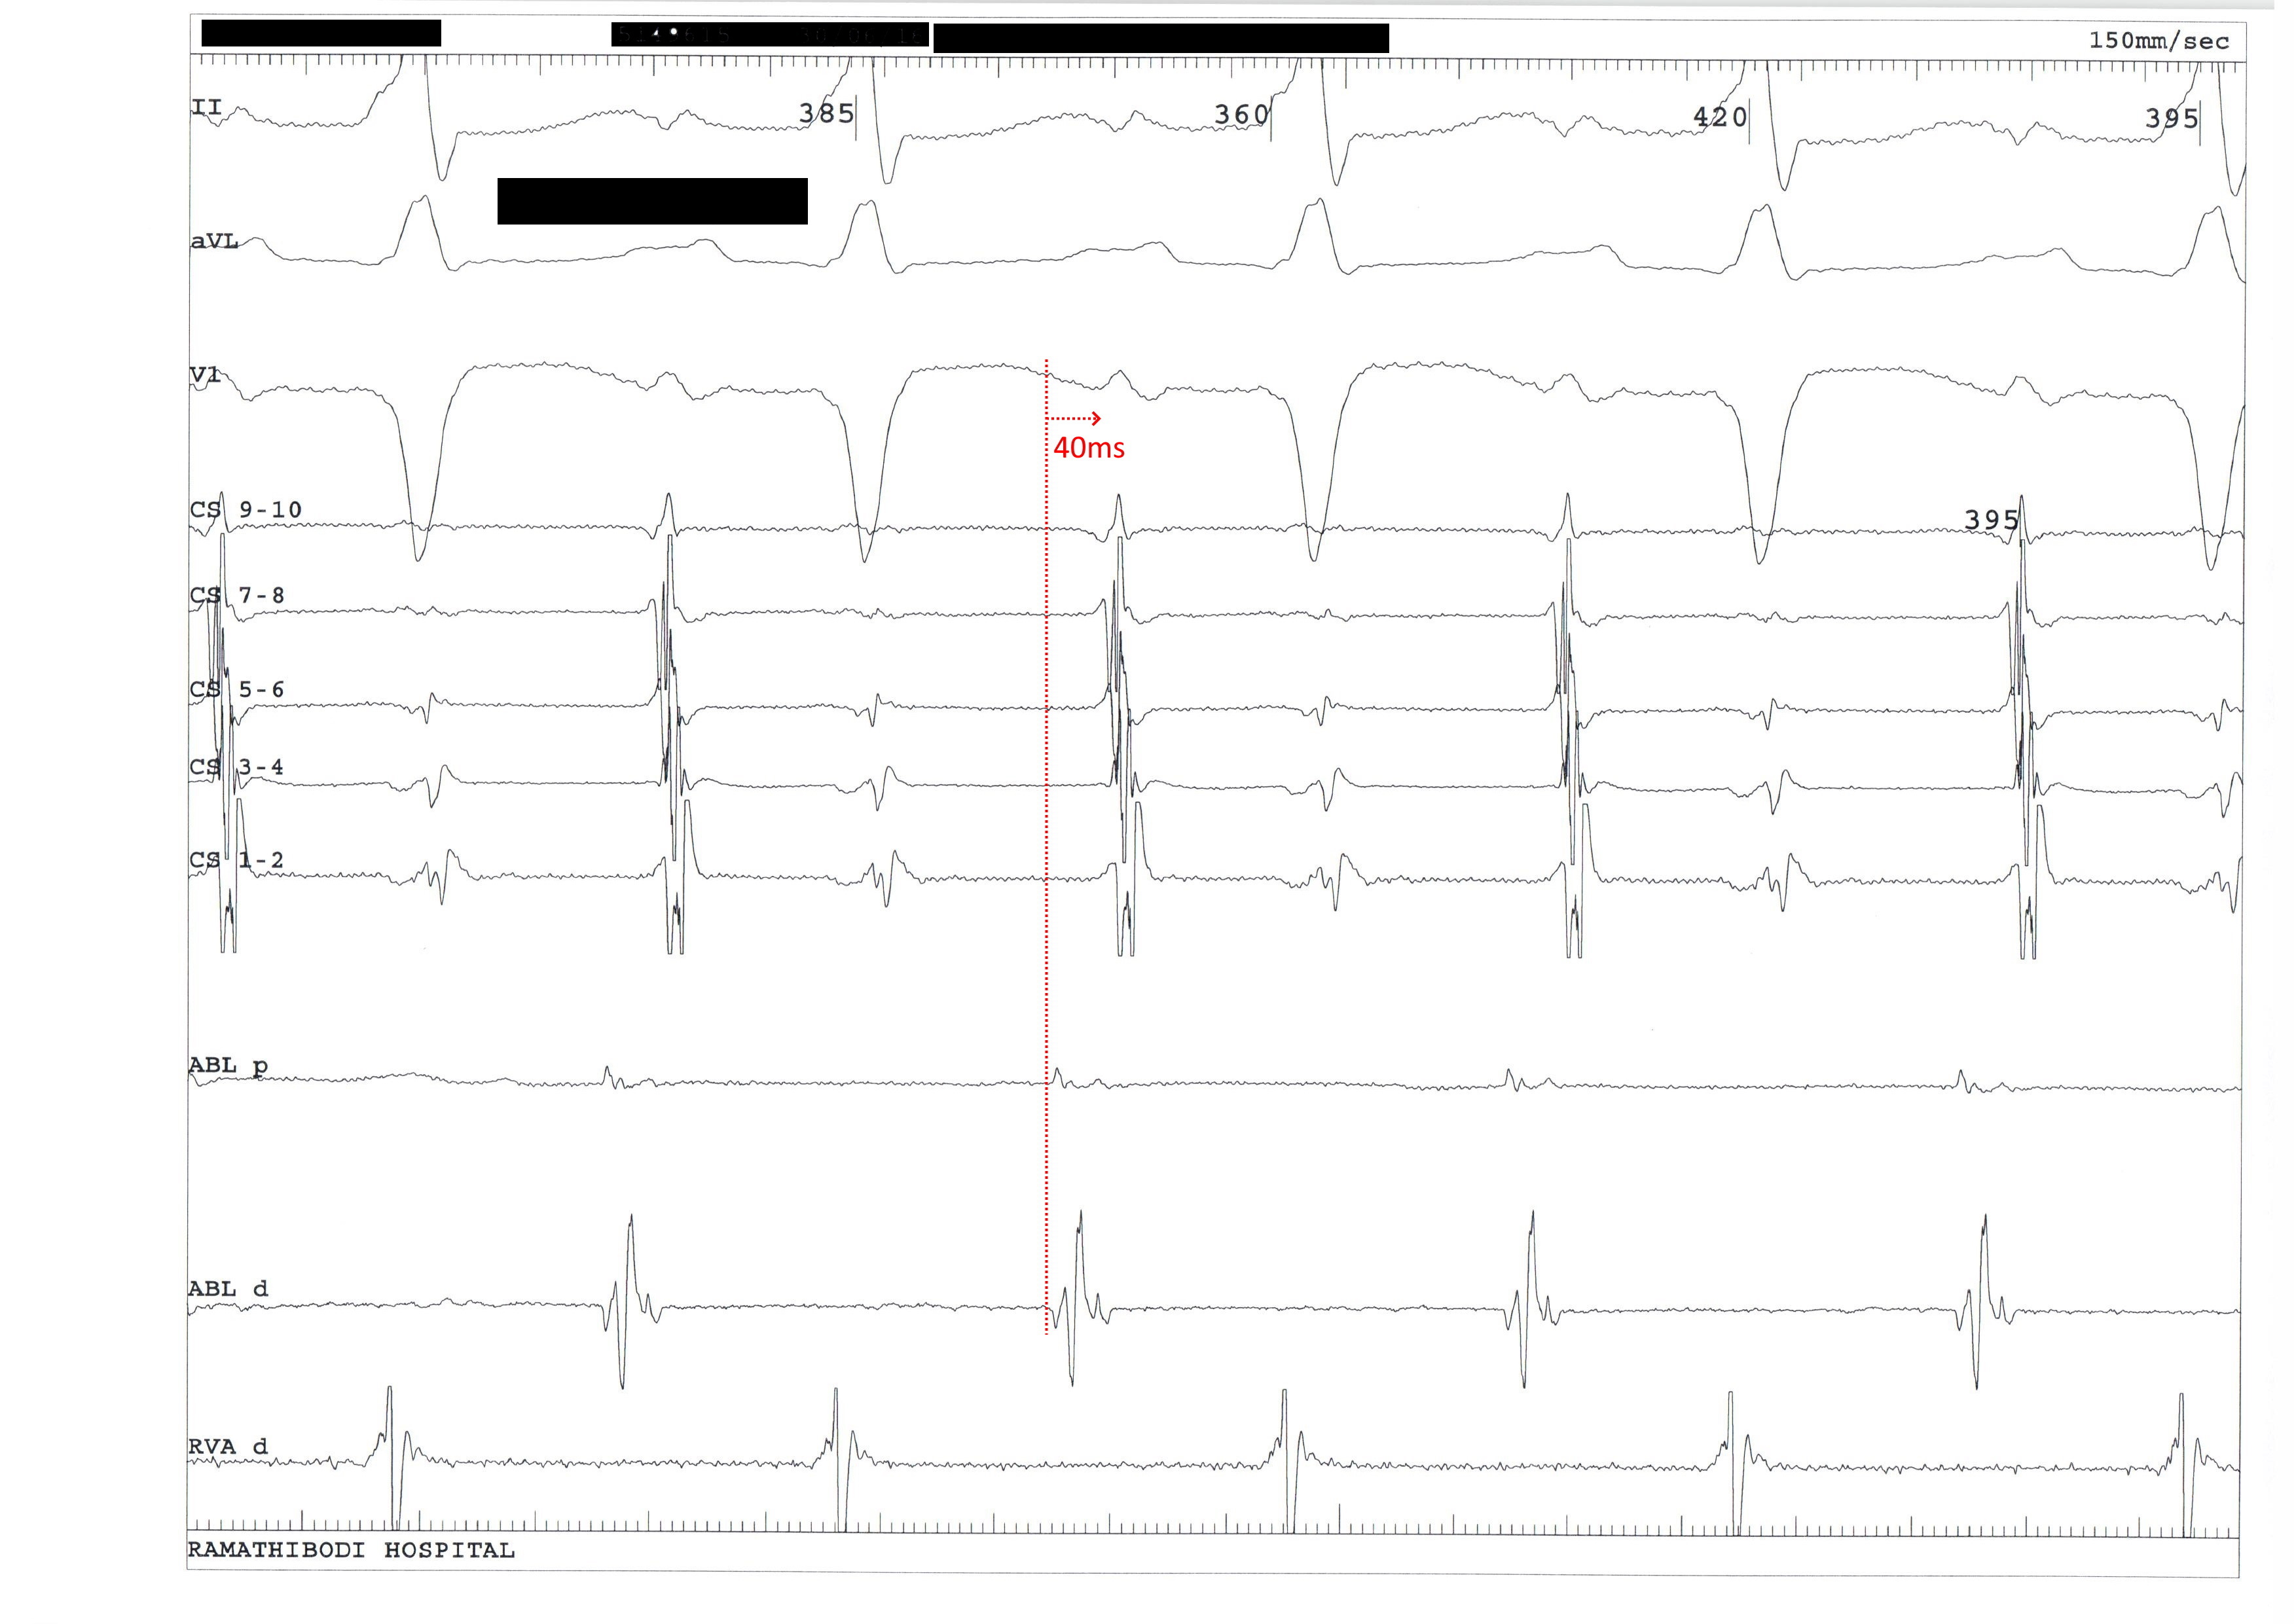 150mm/sec
II
385
360
420
395
aVL
V1
40ms
CS 9-10
395
CS 7-8
CS 5-6
CS 3-4
CS 1-2
ABL p
ABL d
RVA d
RAMATHIBODI HOSPITAL